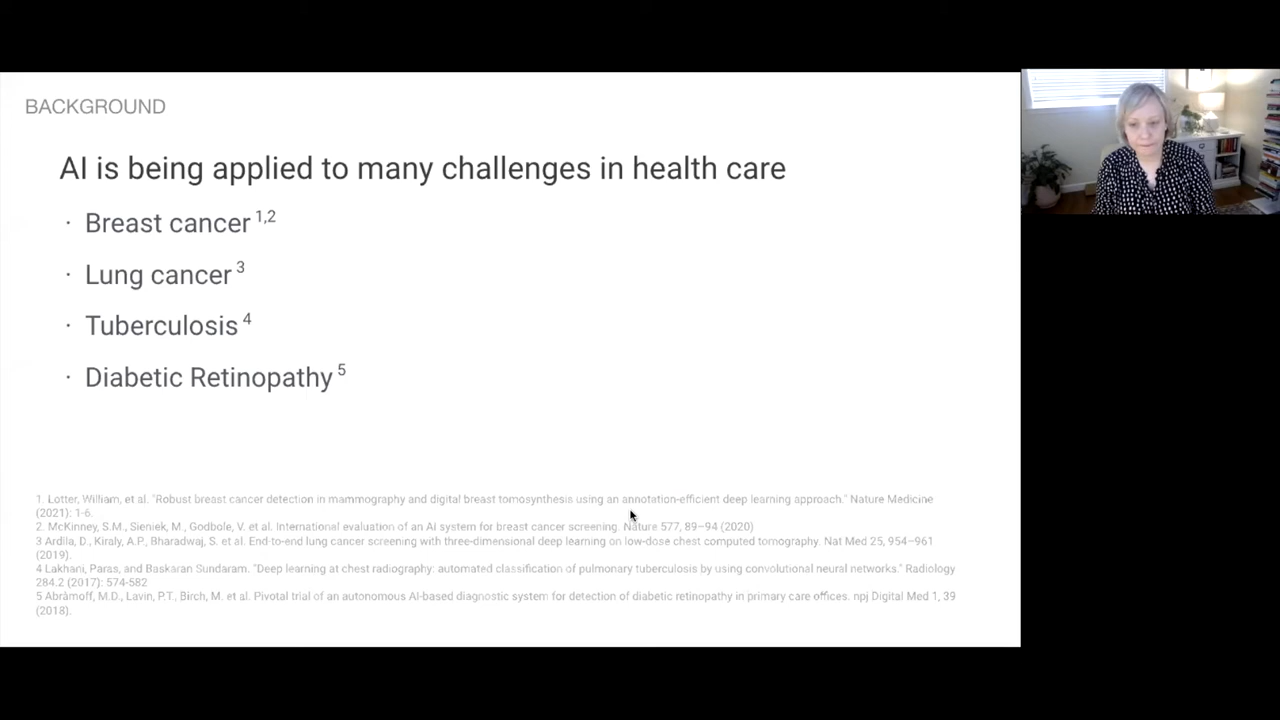 BACKGROUND
AI is being applied to many challenges in health care
· Breast cancer 1,2
· Lung cancer 3
· Tuberculosis 4
· Diabetic Retinopathy 5
1. Lotter, William, et al. "Robust breast cancer detection in mammography and digital breast tomosynthesis using an annotation-efficient deep learning approach." Nature Medicine
(2021): 1-6.
2. McKinney, S.M., Sieniek, M., Godbole, V. et al. International evaluation of an AI system for breast cancer screening. Nature 577, 89–94 (2020)
3 Ardila, D., Kiraly, A.P., Bharadwaj, S. et al. End-to-end lung cancer screening with three-dimensional deep learning on low-dose chest computed tomography. Nat Med 25, 954–961
(2019).
4 Lakhani, Paras, and Baskaran Sundaram. "Deep learning at chest radiography: automated classification of pulmonary tuberculosis by using convolutional neural networks." Radiology
284.2 (2017): 574-582
5 Abràmoff, M.D., Lavin, P.T., Birch, M. et al. Pivotal trial of an autonomous AI-based diagnostic system for detection of diabetic retinopathy in primary care offices. npj Digital Med 1, 39
(2018).